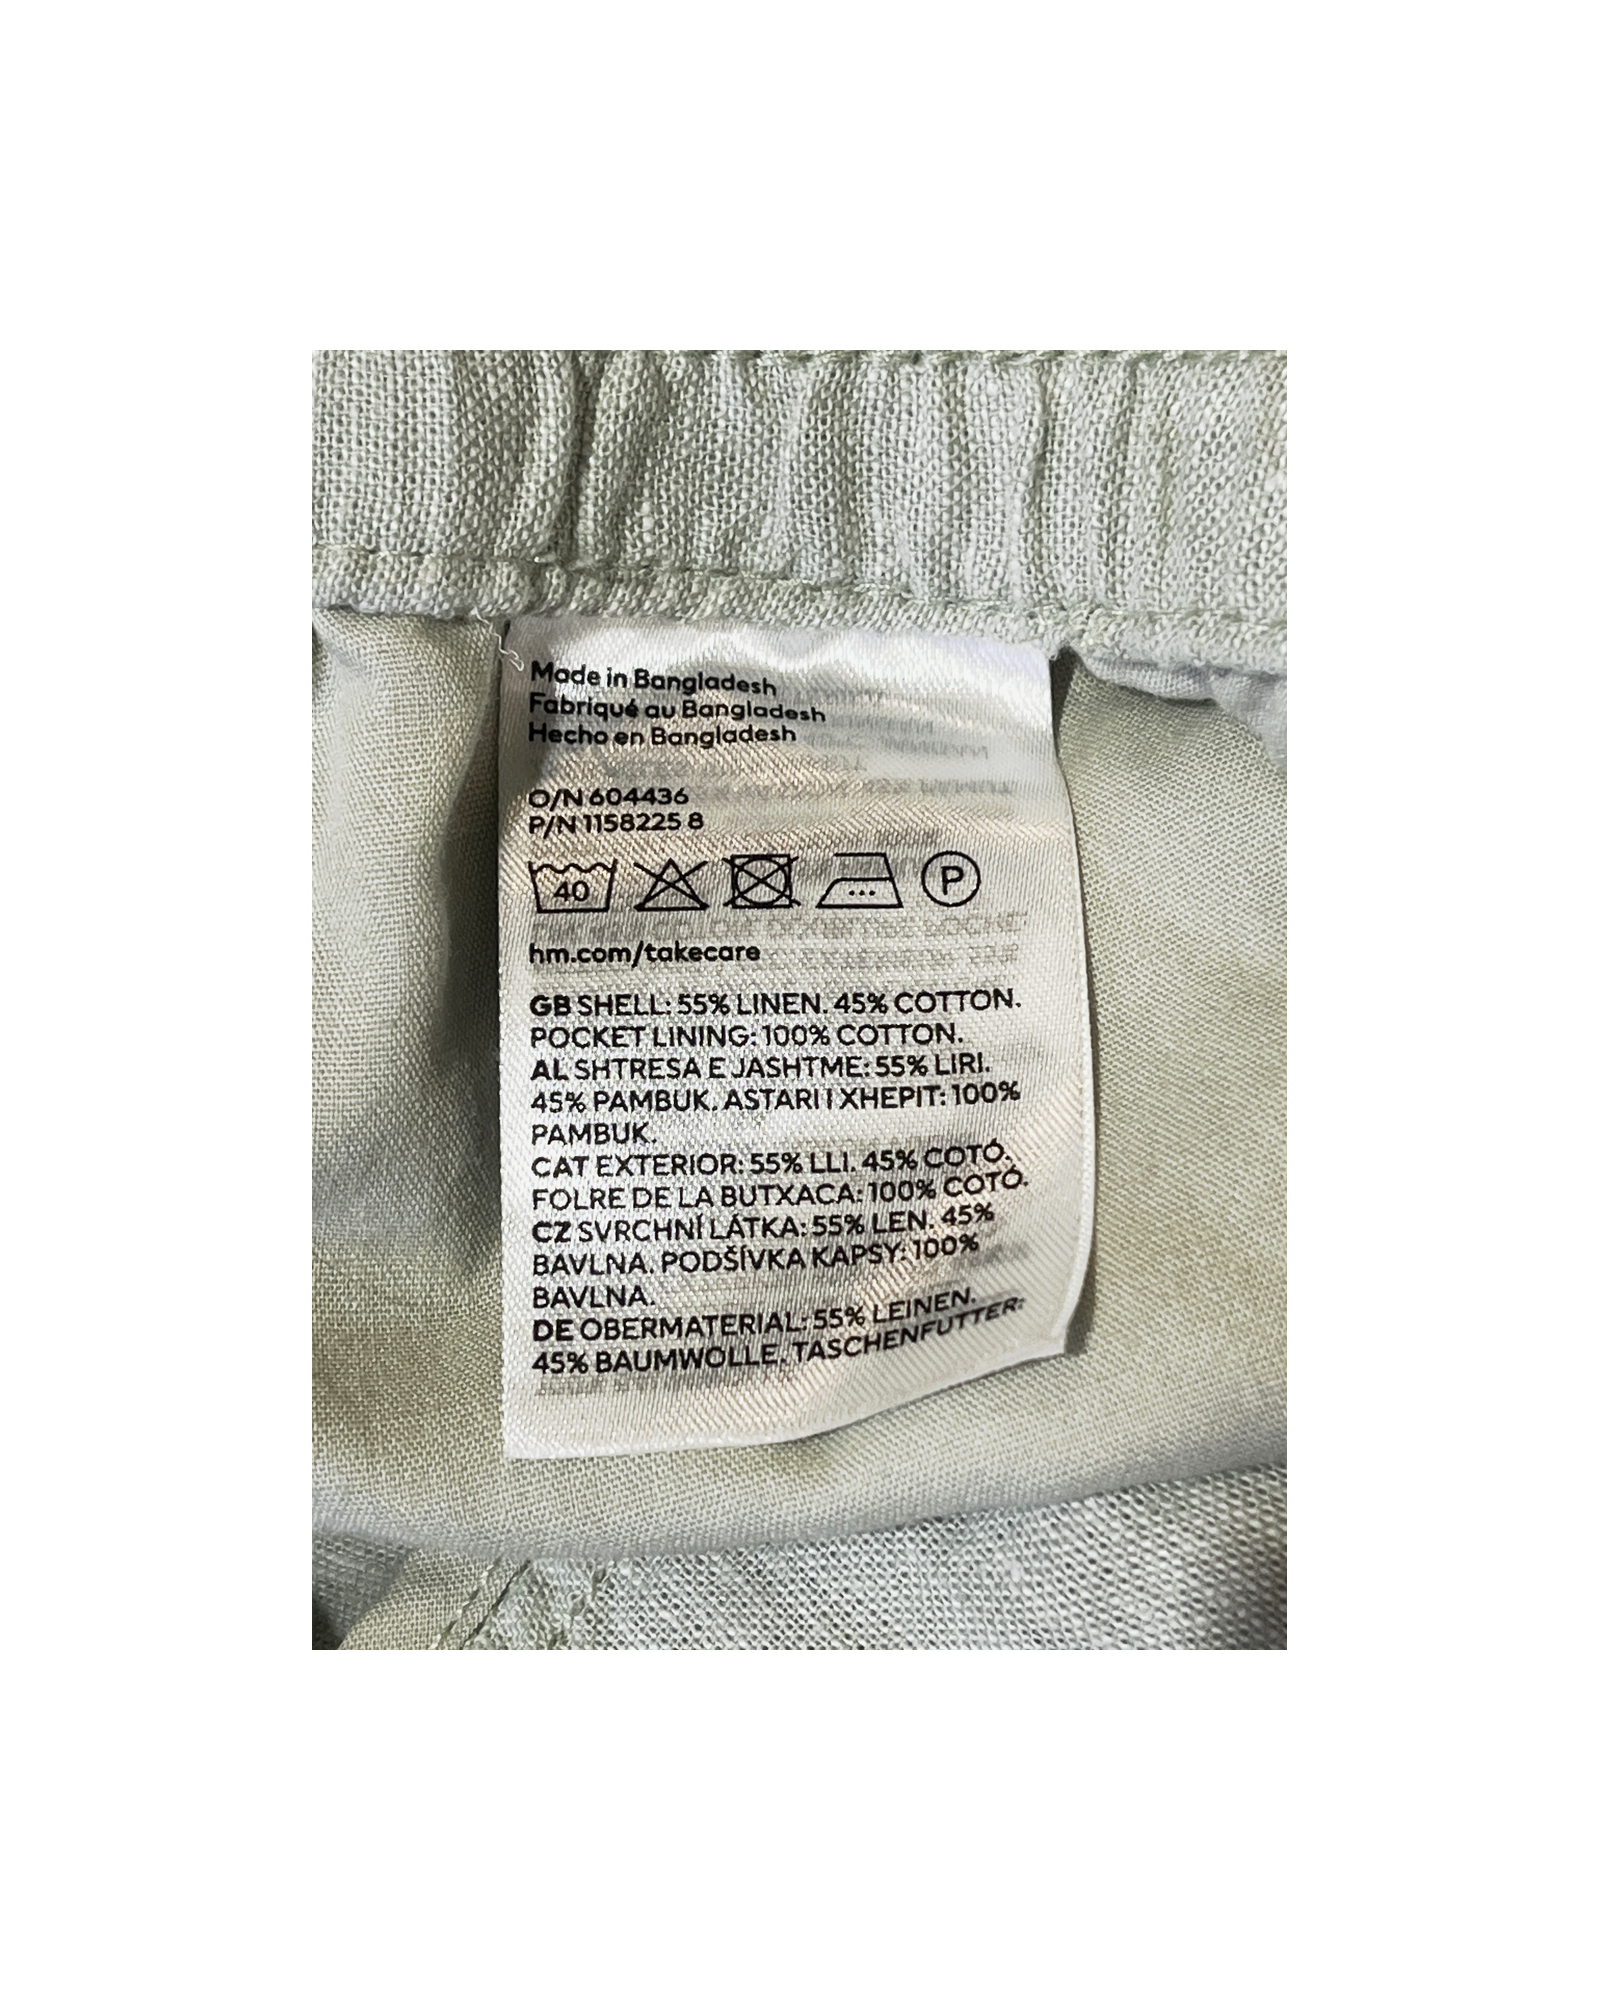 Made in Bangladesh
Fabriqué au Bangladesh
Hecho en Bangladesh
O/N 604436
P/N 1158225 8
40 P
hm.com/takecare
GB SHELL: 55% LINEN. 45% COTTON.
POCKET LINING: 100% COTTON.
AL SHTRESA E JASHTME: 55% LIRI.
45% PAMBUK. ASTARI I XHEPIT: 100%
PAMBUK.
CAT EXTERIOR: 55% LLI. 45% COTÓ.
FOLRE DE LA BUTXACA: 100% COTÓ.
CZ SVRCHNÍ LÁTKA: 55% LEN. 45%
BAVLNA. PODŠÍVKA KAPSY: 100%
BAVLNA.
DE OBERMATERIAL: 55% LEINEN.
45% BAUMWOLLE. TASCHENFUTTER: